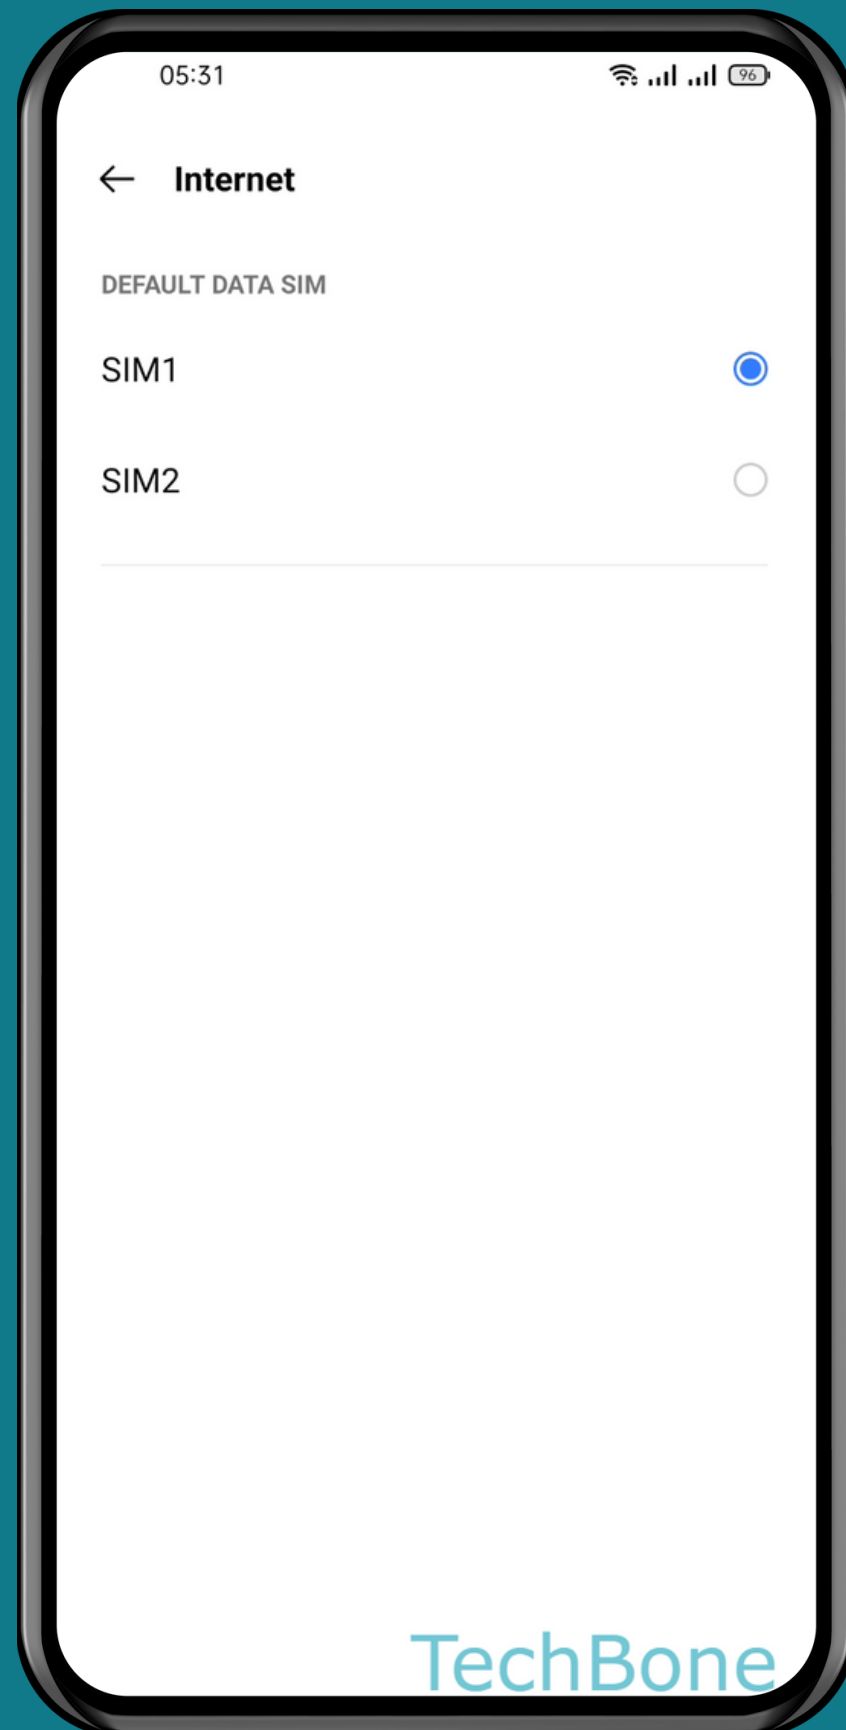 05:31 96
Internet
DEFAULT DATA SIM
SIM1
SIM2
TechBone